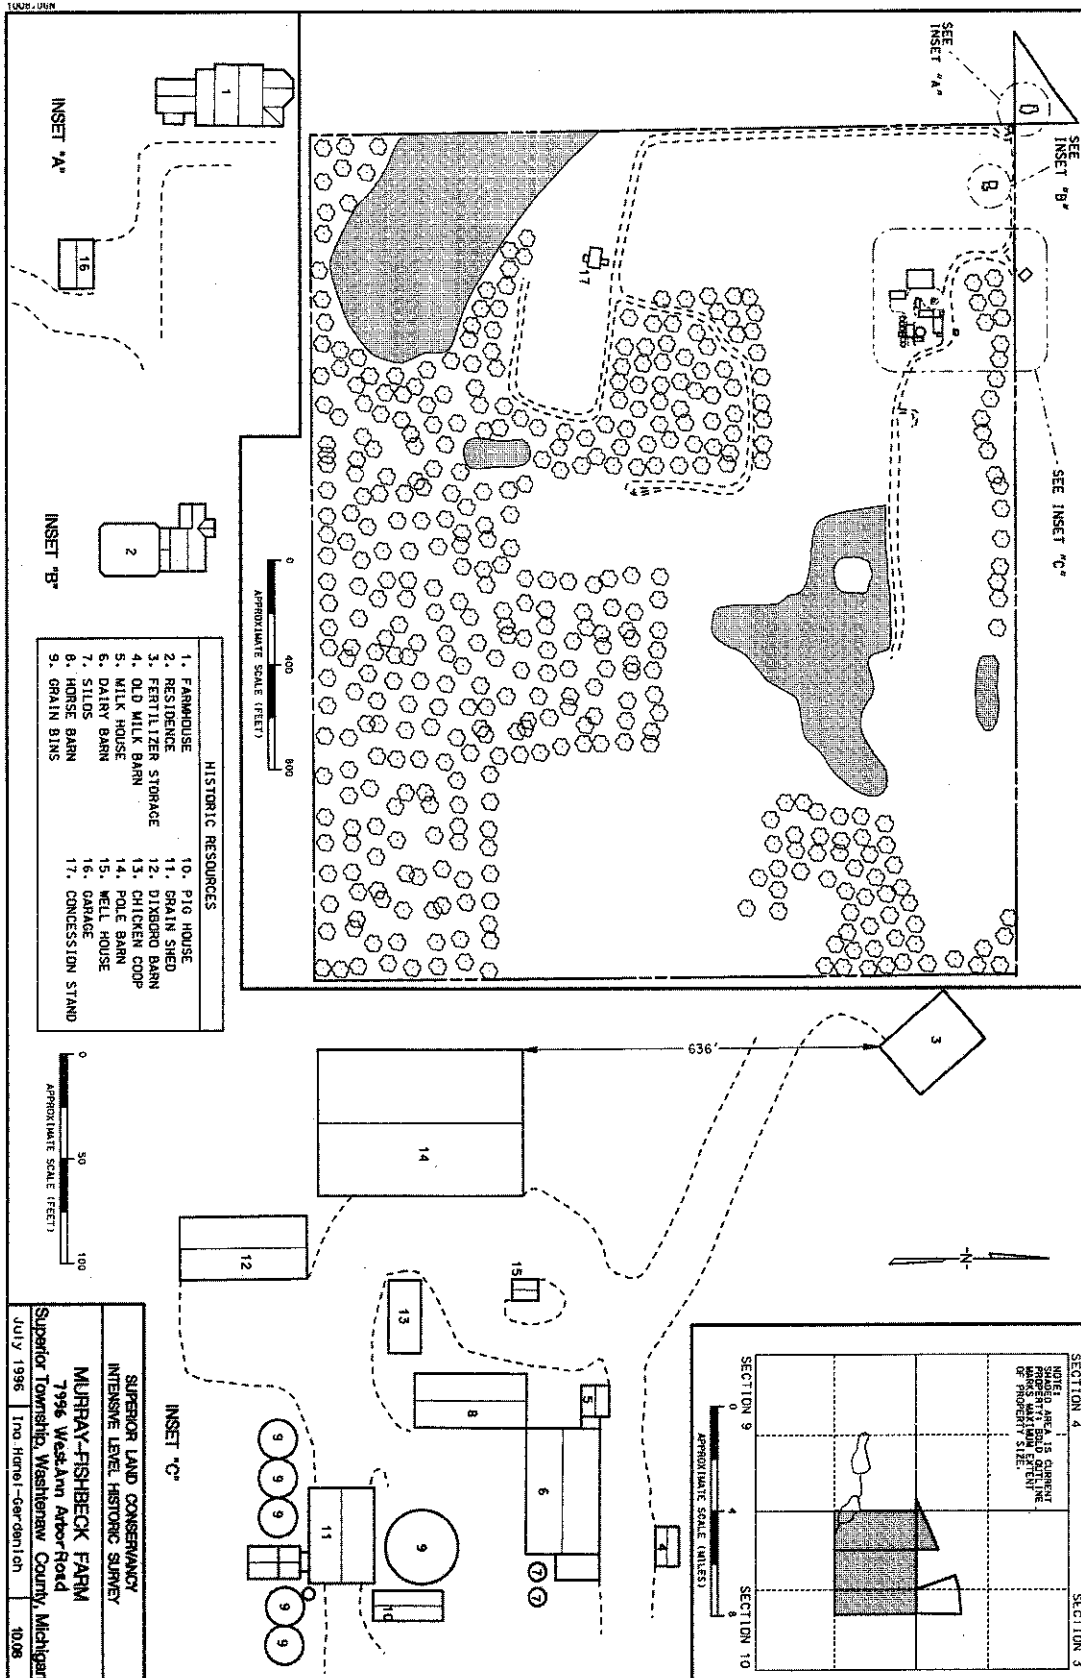 1008.DGN
SEE
INSET "A"
SEE
INSET "B"
SEE INSET "C"
17
0 400 800
APPROXIMATE SCALE (FEET)
1
16
INSET "A"
2
INSET "B"
HISTORIC RESOURCES
1. FARMHOUSE
2. RESIDENCE
3. FERTILIZER STORAGE
4. OLD MILK BARN
5. MILK HOUSE
6. DAIRY BARN
7. SILOS
8. HORSE BARN
9. GRAIN BINS
10. PIG HOUSE
11. GRAIN SHED
12. DIXBORO BARN
13. CHICKEN COOP
14. POLE BARN
15. WELL HOUSE
16. GARAGE
17. CONCESSION STAND
0 50 100
APPROXIMATE SCALE (FEET)
3
636'
14
12
15
13
5
8
6
4
7 7
9 9 9
11
9
10
9 9
INSET "C"
-N-
SECTION 4
SECTION 3
NOTE:
SHADED AREA IS CURRENT
PROPERTY; BOLD OUTLINE
MARKS MAXIMUM EXTENT
OF PROPERTY SIZE.
SECTION 9
SECTION 10
0 4 8
APPROXIMATE SCALE (MILES)
SUPERIOR LAND CONSERVANCY
INTENSIVE LEVEL HISTORIC SURVEY
MURRAY-FISHBECK FARM
7996 West Ann Arbor Road
Superior Township, Washtenaw County, Michigan
July 1996
Ina Hanel-Gerdenich
10.08